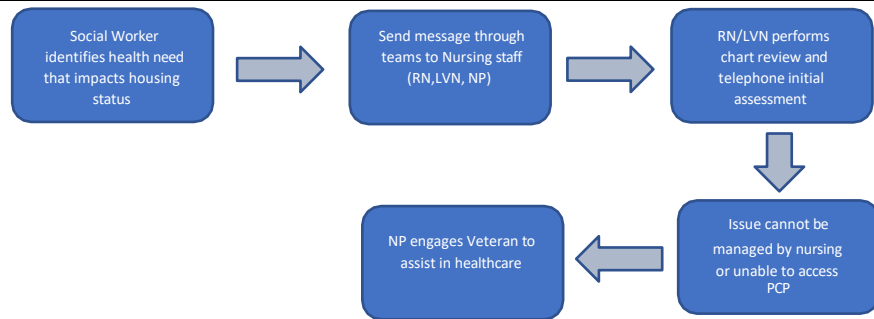 Social Worker
identifies health need
that impacts housing
status
Send message through
teams to Nursing staff
(RN,LVN, NP)
RN/LVN performs
chart review and
telephone initial
assessment
Issue cannot be
managed by nursing
or unable to access
PCP
NP engages Veteran to
assist in healthcare